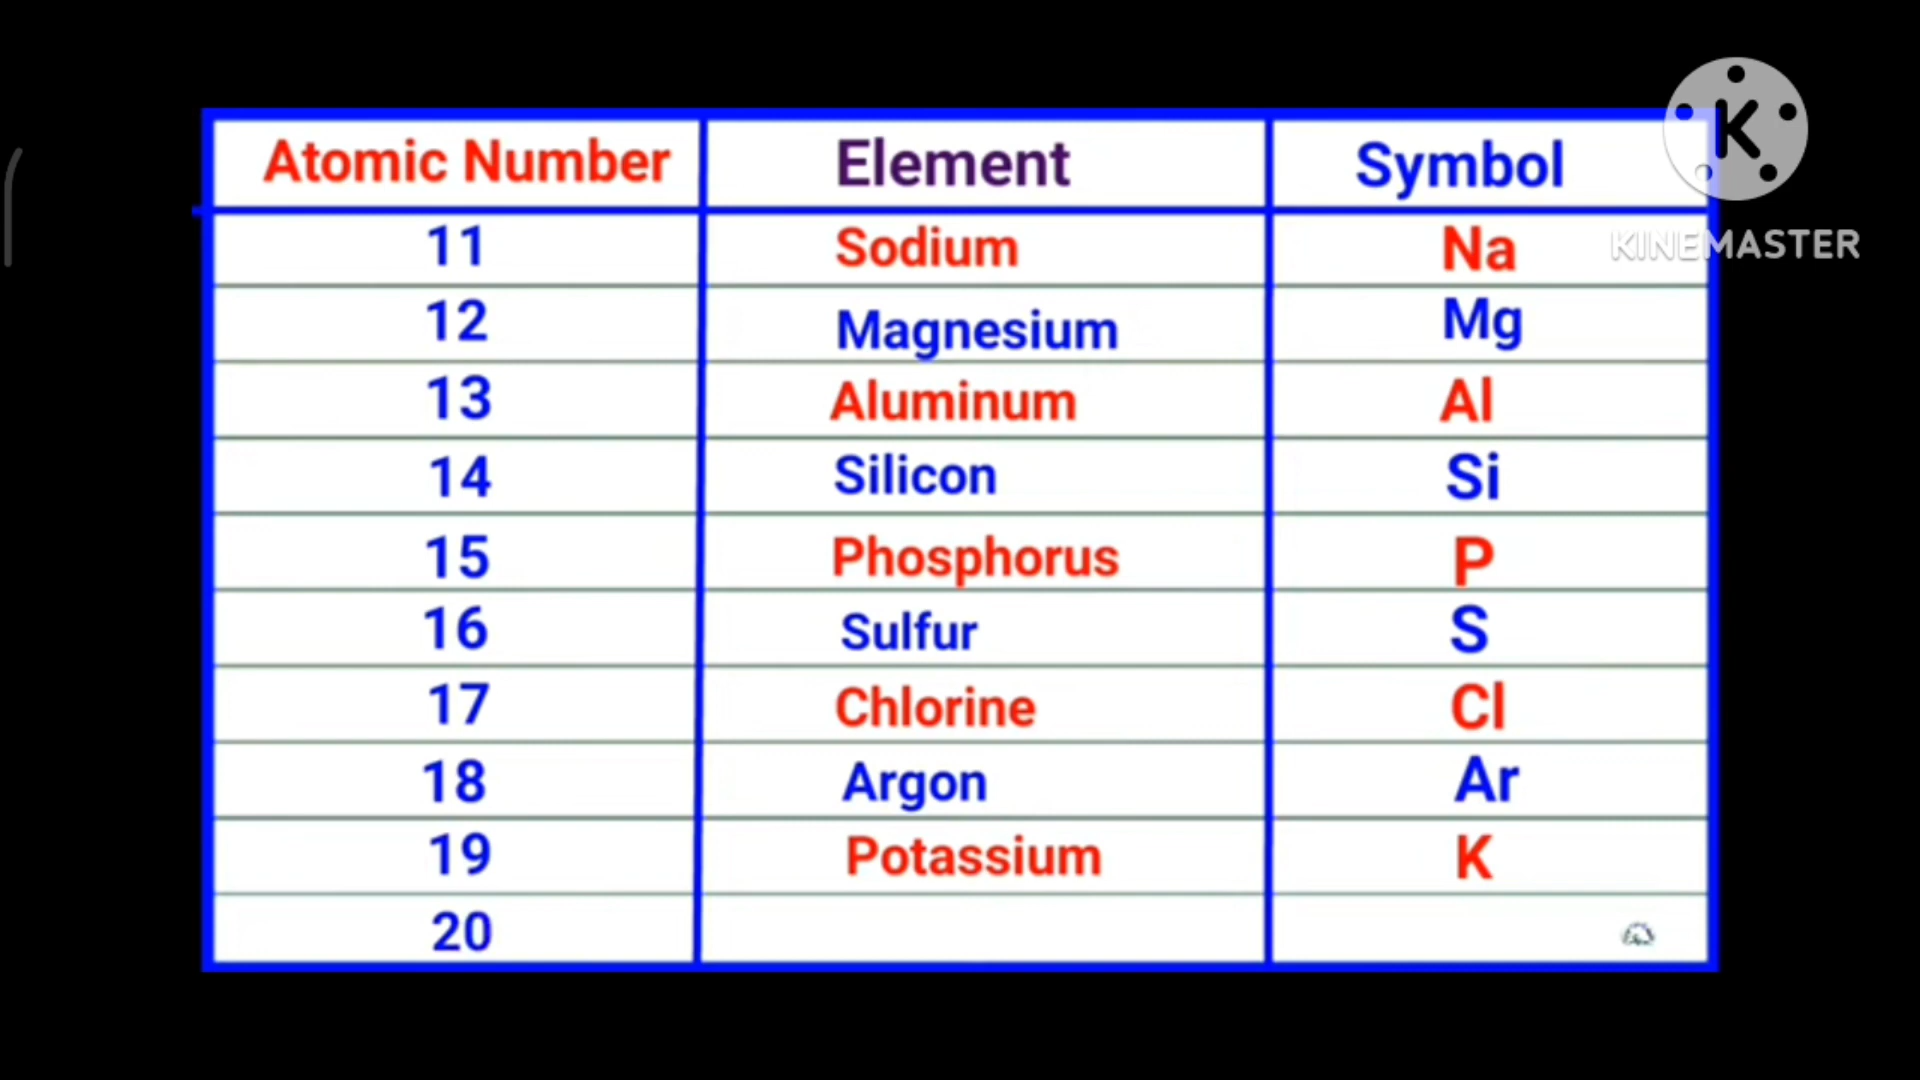 Atomic Number Element Symbol
11 Sodium Na
12 Magnesium Mg
13 Aluminum Al
14 Silicon Si
15 Phosphorus P
16 Sulfur S
17 Chlorine Cl
18 Argon Ar
19 Potassium K
20
K
KINEMASTER